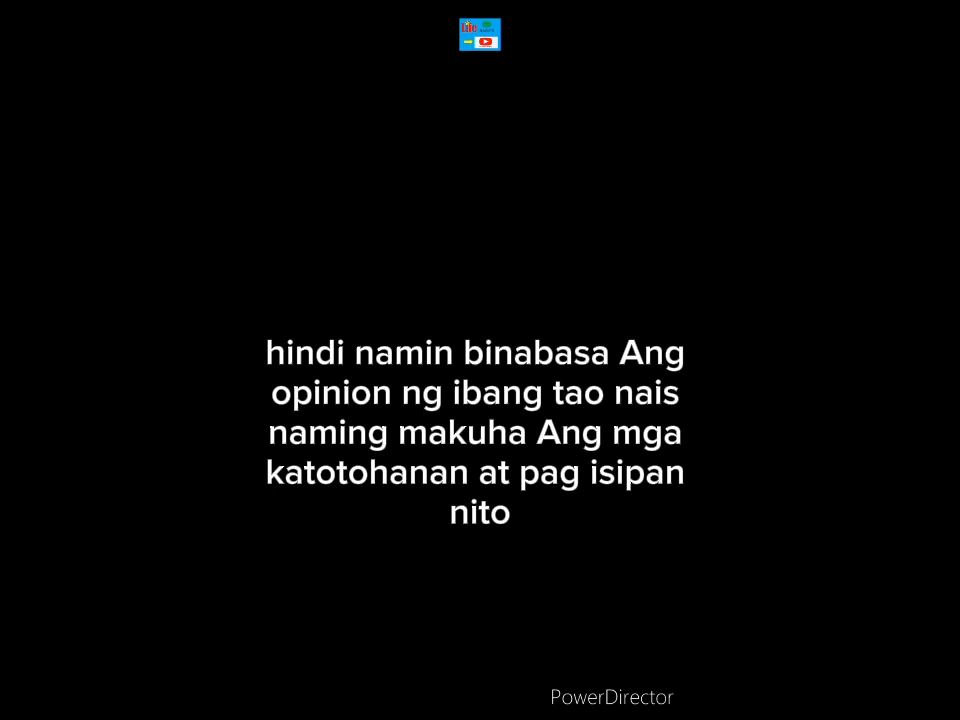 Life
hindi namin binabasa Ang
opinion ng ibang tao nais
naming makuha Ang mga
katotohanan at pag isipan
nito
PowerDirector